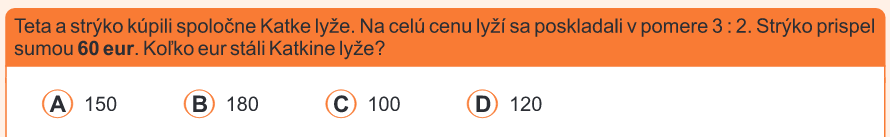 Teta a strýko kúpili spoločne Katke lyže. Na celú cenu lyží sa poskladali v pomere 3 : 2. Strýko prispel
sumou 60 eur. Koľko eur stáli Katkine lyže?
A 150 B 180 C 100 D 120